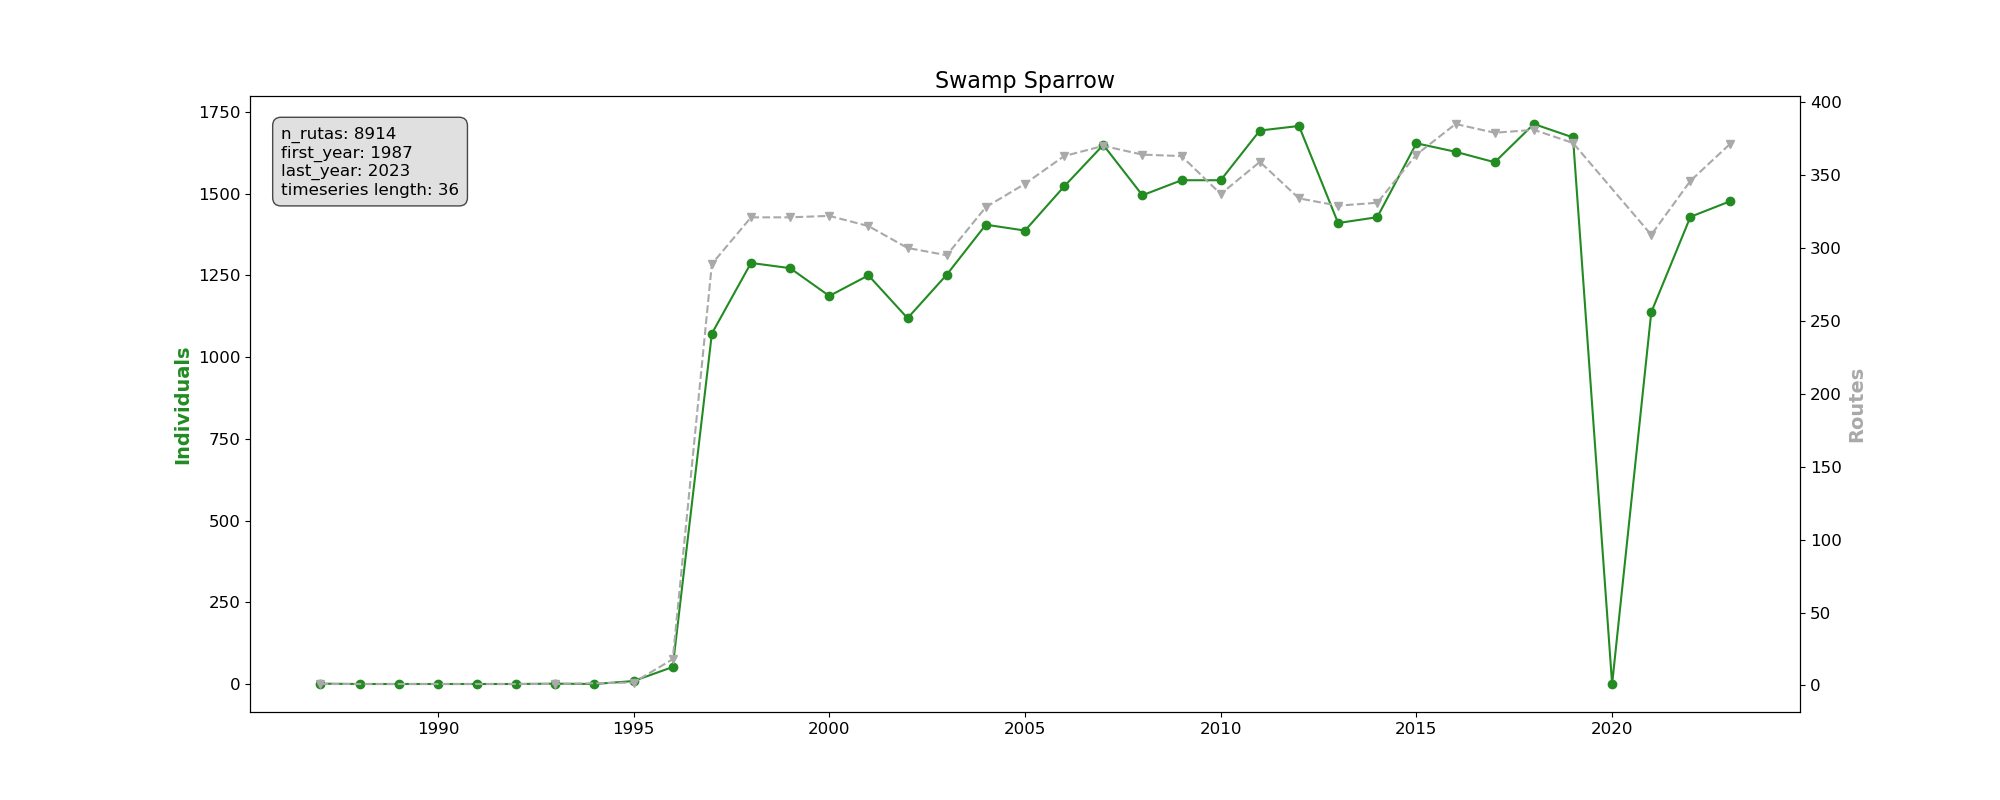 Swamp Sparrow
n_rutas: 8914
first_year: 1987
last_year: 2023
timeseries length: 36
Individuals
1750
1500
1250
1000
750
500
250
0
400
350
300
250
200
150
100
50
0
Routes
1990 1995 2000 2005 2010 2015 2020